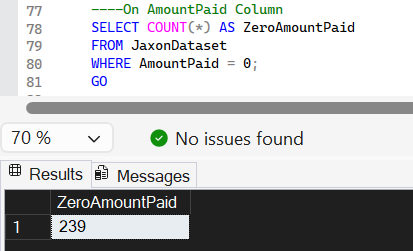 77 ----On AmountPaid Column
78 SELECT COUNT(*) AS ZeroAmountPaid
79 FROM JaxonDataset
80 WHERE AmountPaid = 0;
81 GO
70 %
No issues found
Results Messages
ZeroAmountPaid
1 239